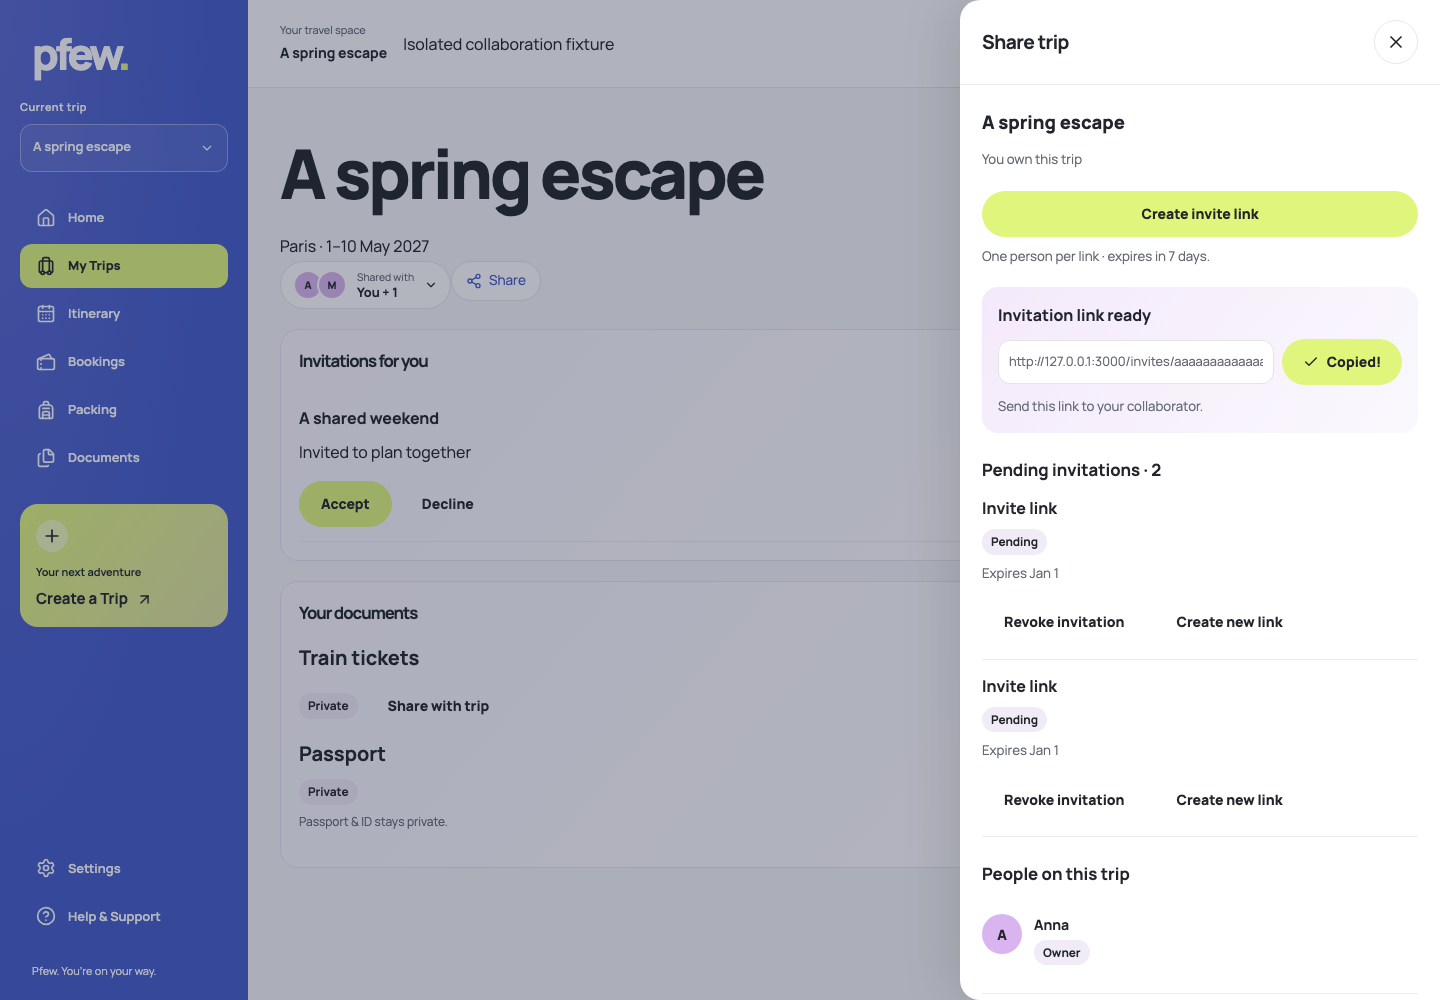 pfew.
Current trip
A spring escape
Home
My Trips
Itinerary
Bookings
Packing
Documents
Your next adventure
Create a Trip
Settings
Help & Support
Pfew. You're on your way.
Your travel space
A spring escape
Isolated collaboration fixture
A spring escape
Paris · 1–10 May 2027
A
M
Shared with
You + 1
Share
Invitations for you
A shared weekend
Invited to plan together
Accept
Decline
Your documents
Train tickets
Private
Share with trip
Passport
Private
Passport & ID stays private.
Share trip
A spring escape
You own this trip
Create invite link
One person per link · expires in 7 days.
Invitation link ready
http://127.0.0.1:3000/invites/aaaaaaaaaaaaa
Copied!
Send this link to your collaborator.
Pending invitations · 2
Invite link
Pending
Expires Jan 1
Revoke invitation
Create new link
Invite link
Pending
Expires Jan 1
Revoke invitation
Create new link
People on this trip
A
Anna
Owner